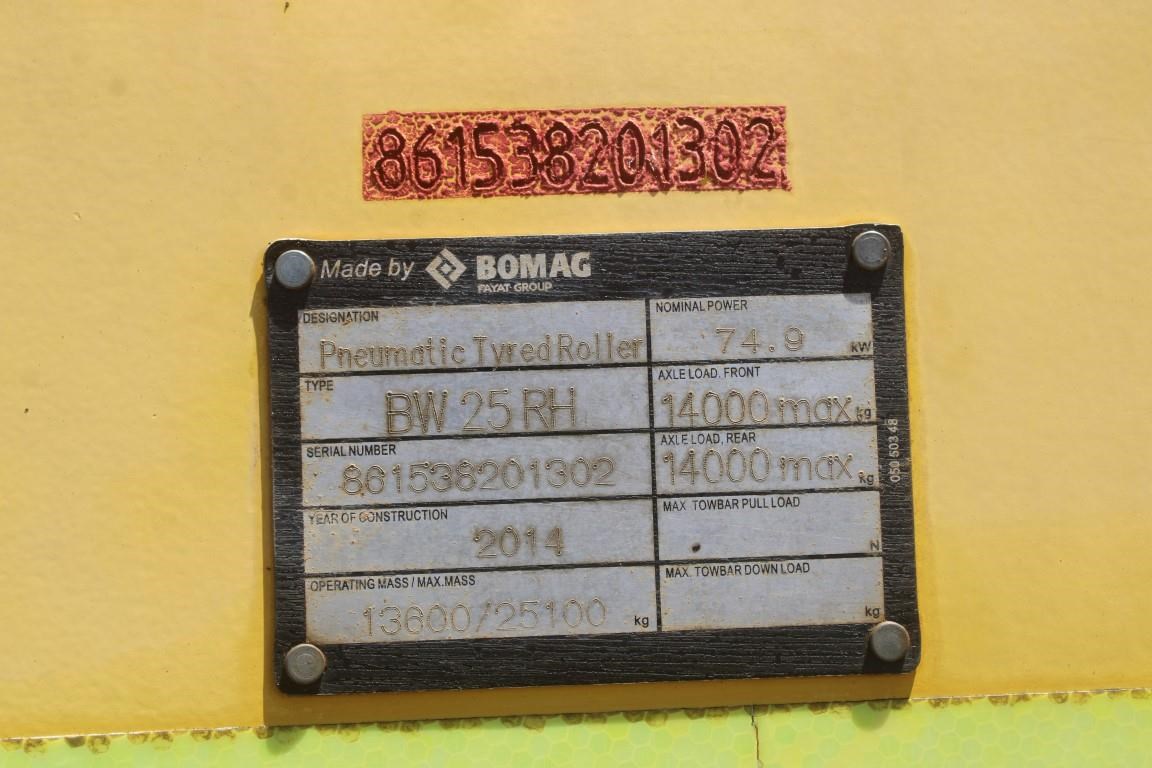 861538201302
Made by BOMAG
FAYAT GROUP
DESIGNATION
Pneumatic Tyred Roller
NOMINAL POWER
74.9 kW
TYPE
BW 25 RH
AXLE LOAD, FRONT
14000 max. kg
SERIAL NUMBER
861538201302
AXLE LOAD, REAR
14000 max. kg
YEAR OF CONSTRUCTION
2014
MAX. TOWBAR PULL LOAD
N
OPERATING MASS / MAX.MASS
13600/25100 kg
MAX. TOWBAR DOWN LOAD
kg
050 503 48